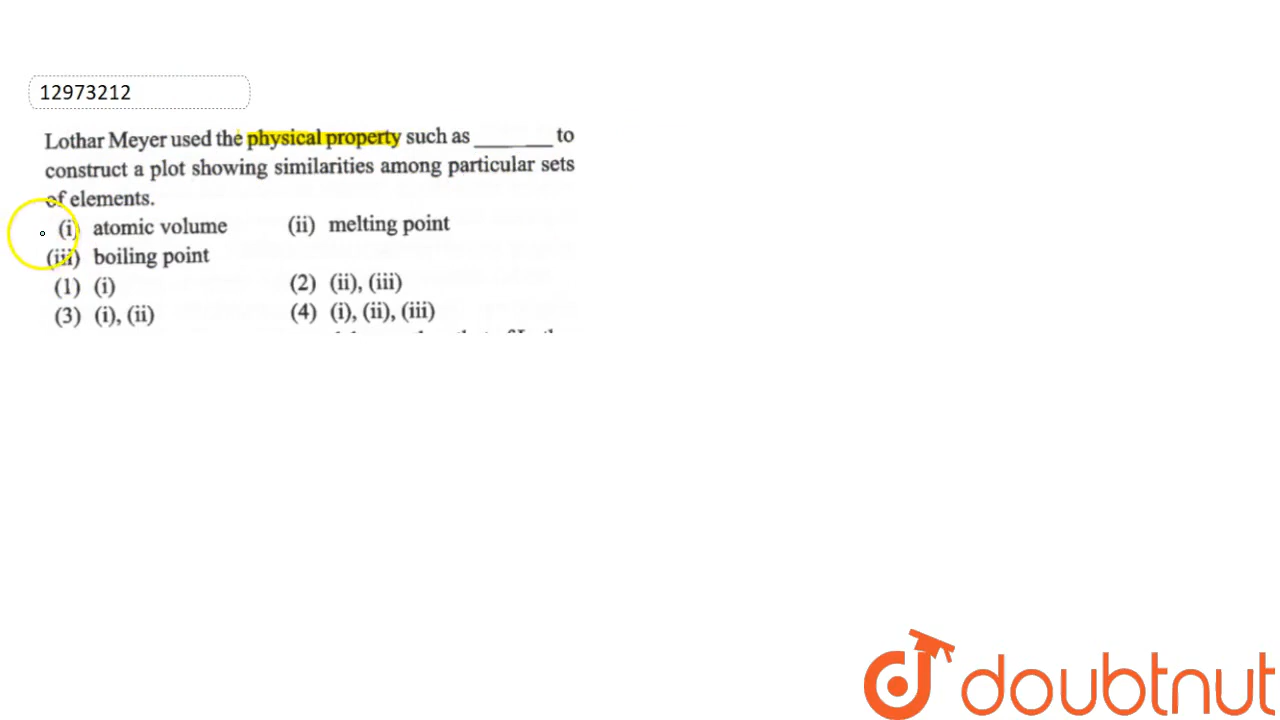 12973212
Lothar Meyer used the physical property such as ________ to
construct a plot showing similarities among particular sets
of elements.
(i) atomic volume (ii) melting point
(iii) boiling point
(1) (i) (2) (ii), (iii)
(3) (i), (ii) (4) (i), (ii), (iii)
doubtnut